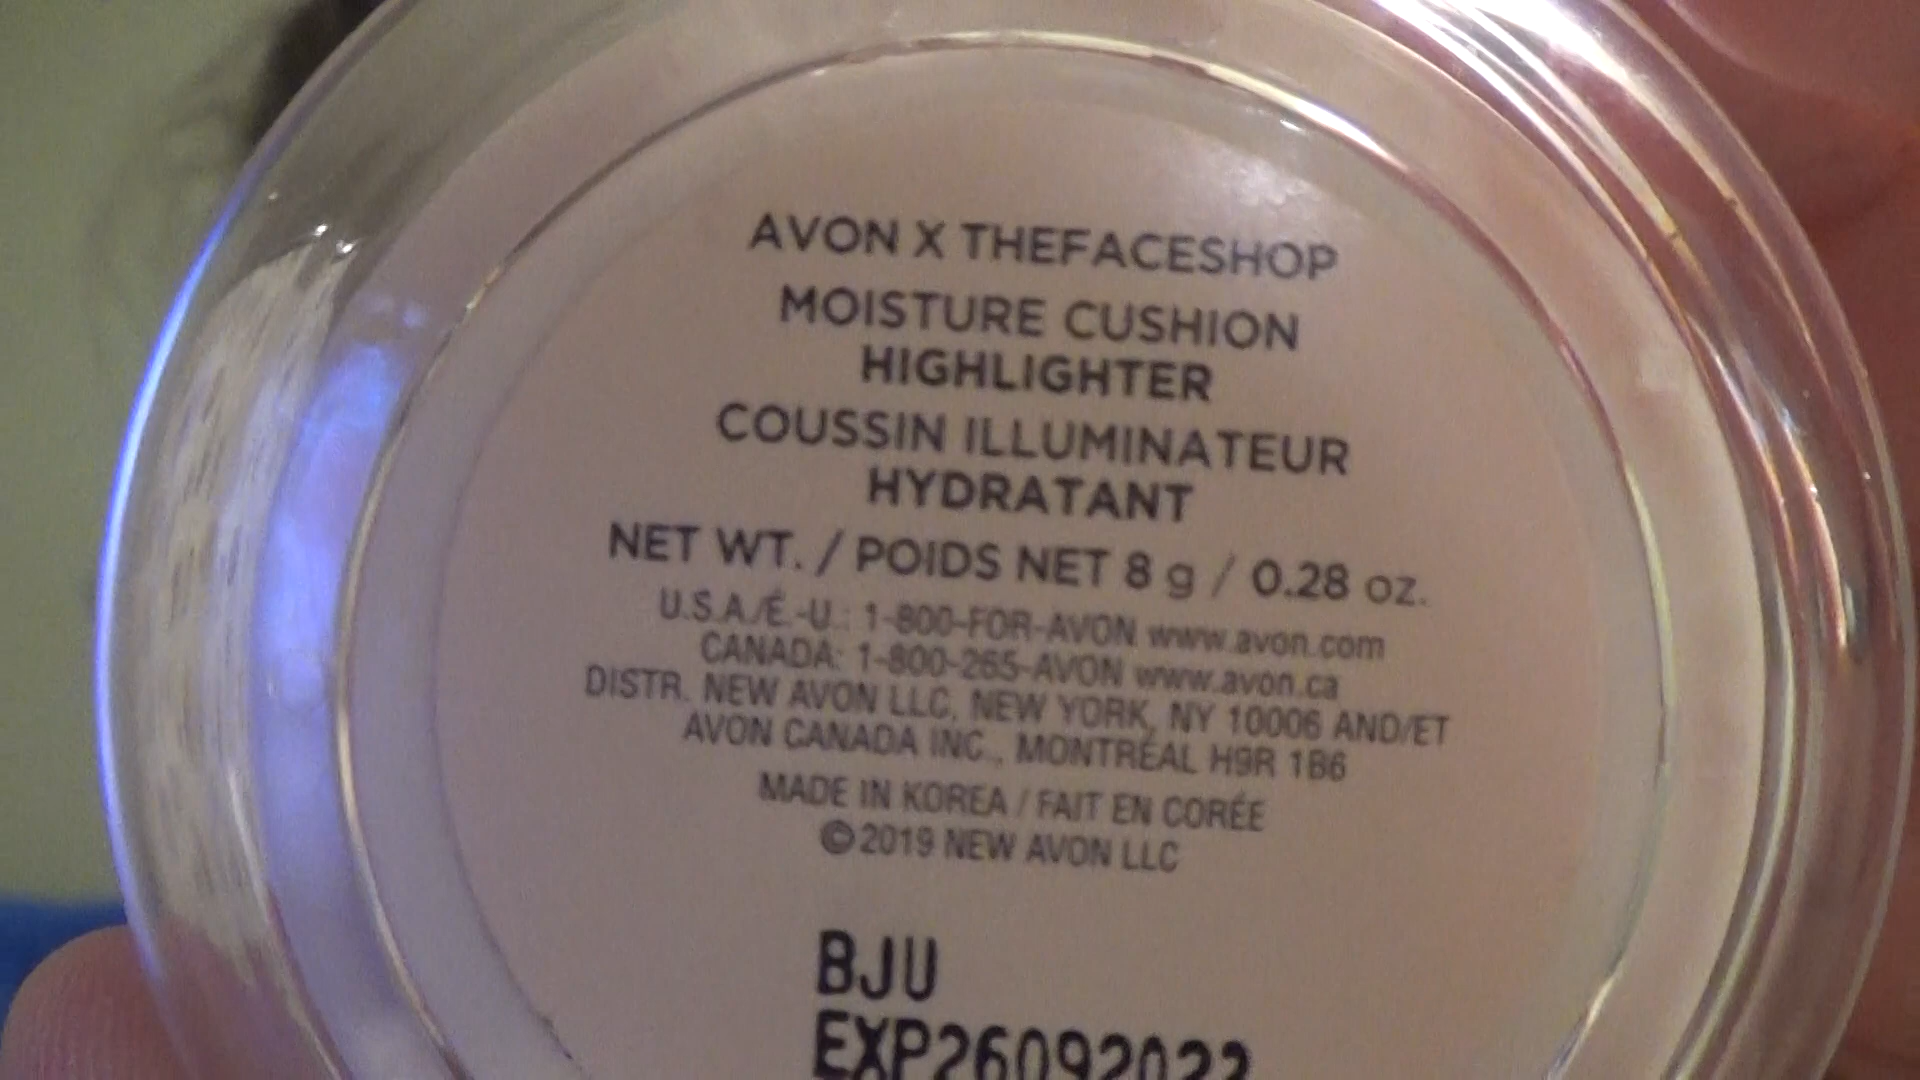 AVON X THEFACESHOP
MOISTURE CUSHION
HIGHLIGHTER
COUSSIN ILLUMINATEUR
HYDRATANT
NET WT. / POIDS NET 8 g / 0.28 oz.
U.S.A./É.-U.: 1-800-FOR-AVON www.avon.com
CANADA: 1-800-265-AVON www.avon.ca
DISTR. NEW AVON LLC, NEW YORK, NY 10006 AND/ET
AVON CANADA INC., MONTRÉAL H9R 1B6
MADE IN KOREA / FAIT EN CORÉE
©2019 NEW AVON LLC
BJU